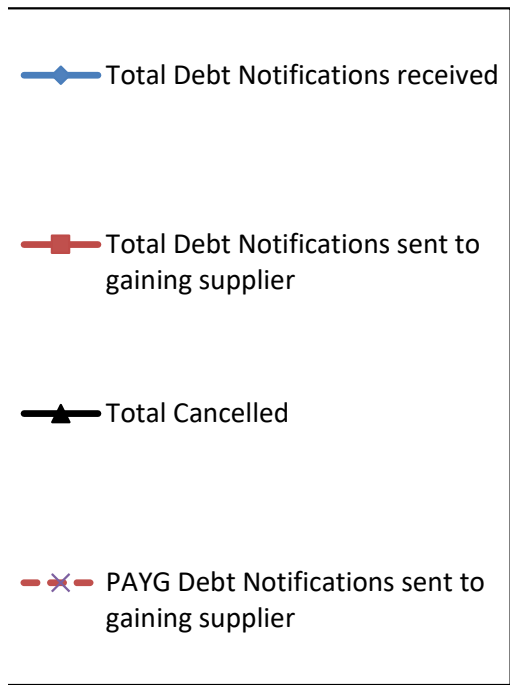 Total Debt Notifications received
Total Debt Notifications sent to
gaining supplier
Total Cancelled
PAYG Debt Notifications sent to
gaining supplier